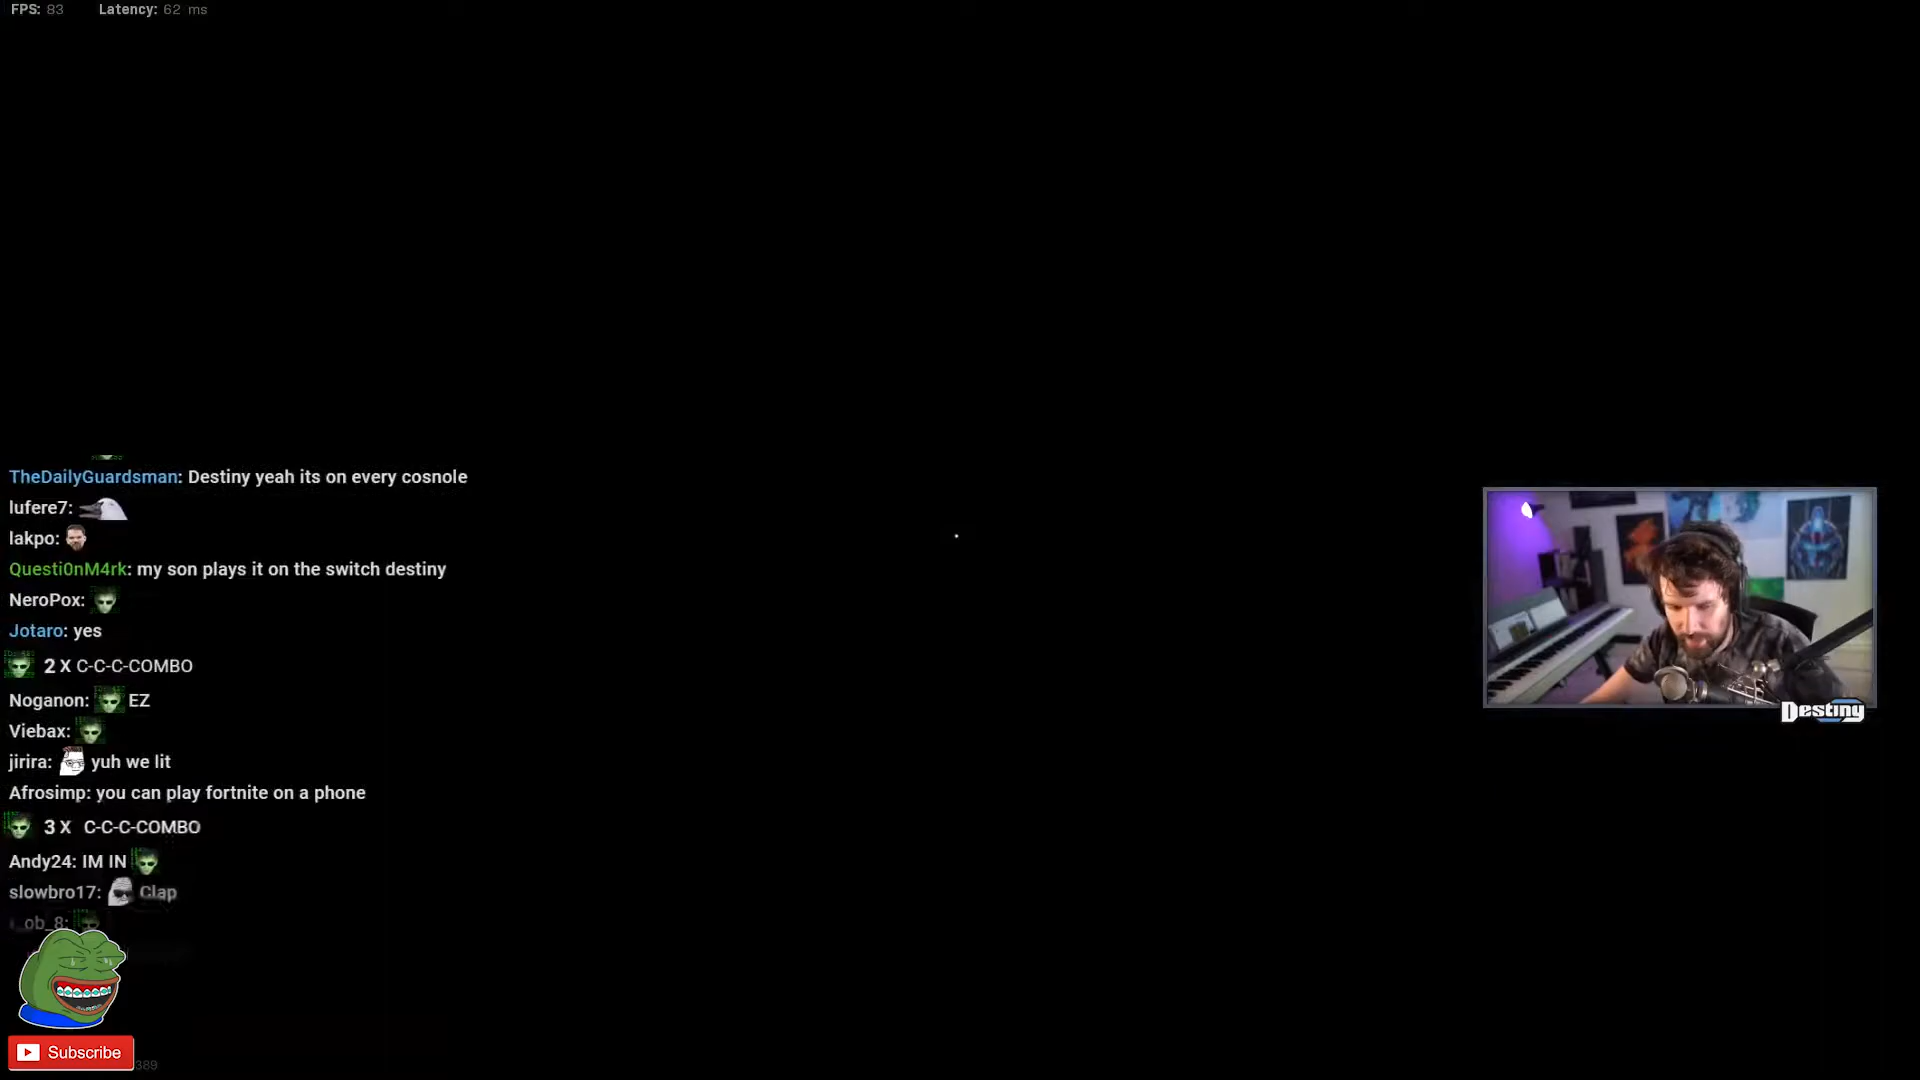 FPS: 83 Latency: 62 ms
TheDailyGuardsman: Destiny yeah its on every cosnole
lufere7:
lakpo:
Questi0nM4rk: my son plays it on the switch destiny
NeroPox:
Jotaro: yes
2 X C-C-C-COMBO
Noganon: EZ
Viebax:
jirira: yuh we lit
Afrosimp: you can play fortnite on a phone
3 X C-C-C-COMBO
Andy24: IM IN
slowbro17: Clap
Destiny
Subscribe
389